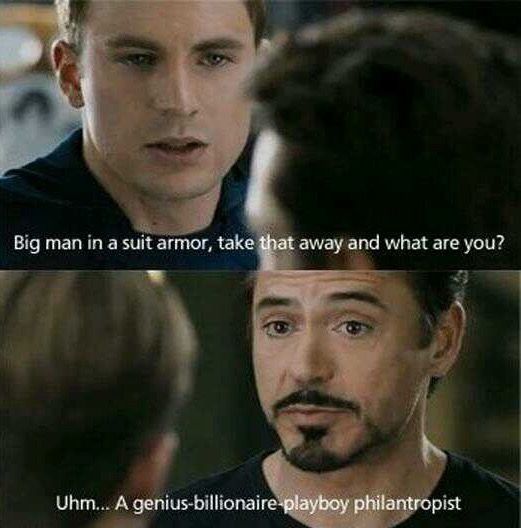 Big man in a suit armor, take that away and what are you?
Uhm... A genius-billionaire-playboy philantropist